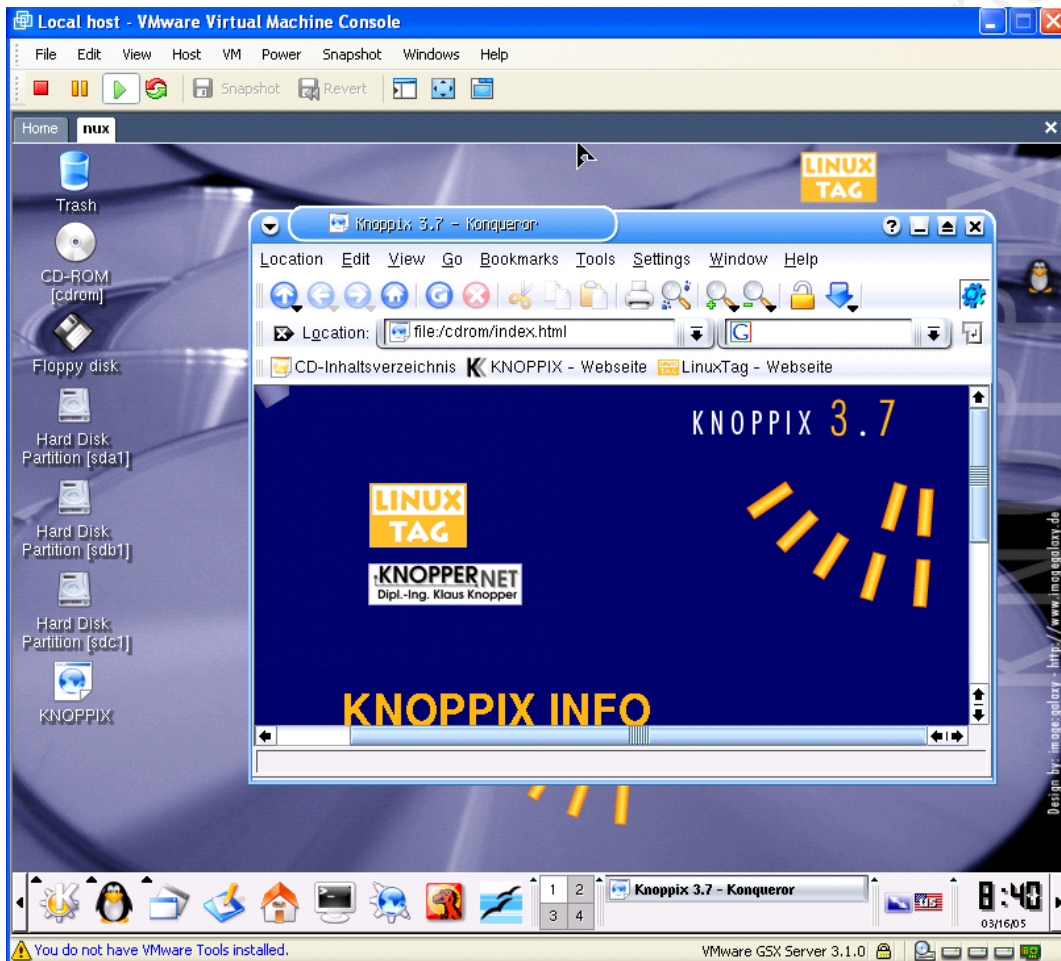 Local host - VMware Virtual Machine Console
File Edit View Host VM Power Snapshot Windows Help
Snapshot Revert
Home nux
Trash
CD-ROM
[cdrom]
Floppy disk
Hard Disk
Partition [sda1]
Hard Disk
Partition [sdb1]
Hard Disk
Partition [sdc1]
KNOPPIX
LINUX
TAG
Knoppix 3.7 - Konqueror
Location Edit View Go Bookmarks Tools Settings Window Help
Location: file:/cdrom/index.html
G
CD-Inhaltsverzeichnis KNOPPIX - Webseite LinuxTag - Webseite
KNOPPIX 3.7
LINUX
TAG
KNOPPERNET
Dipl.-Ing. Klaus Knopper
KNOPPIX INFO
Design by: image:galaxy - http://www.imagegalaxy.de
1 2
3 4
Knoppix 3.7 - Konqueror
US
8:40
03/16/05
You do not have VMware Tools installed.
VMware GSX Server 3.1.0